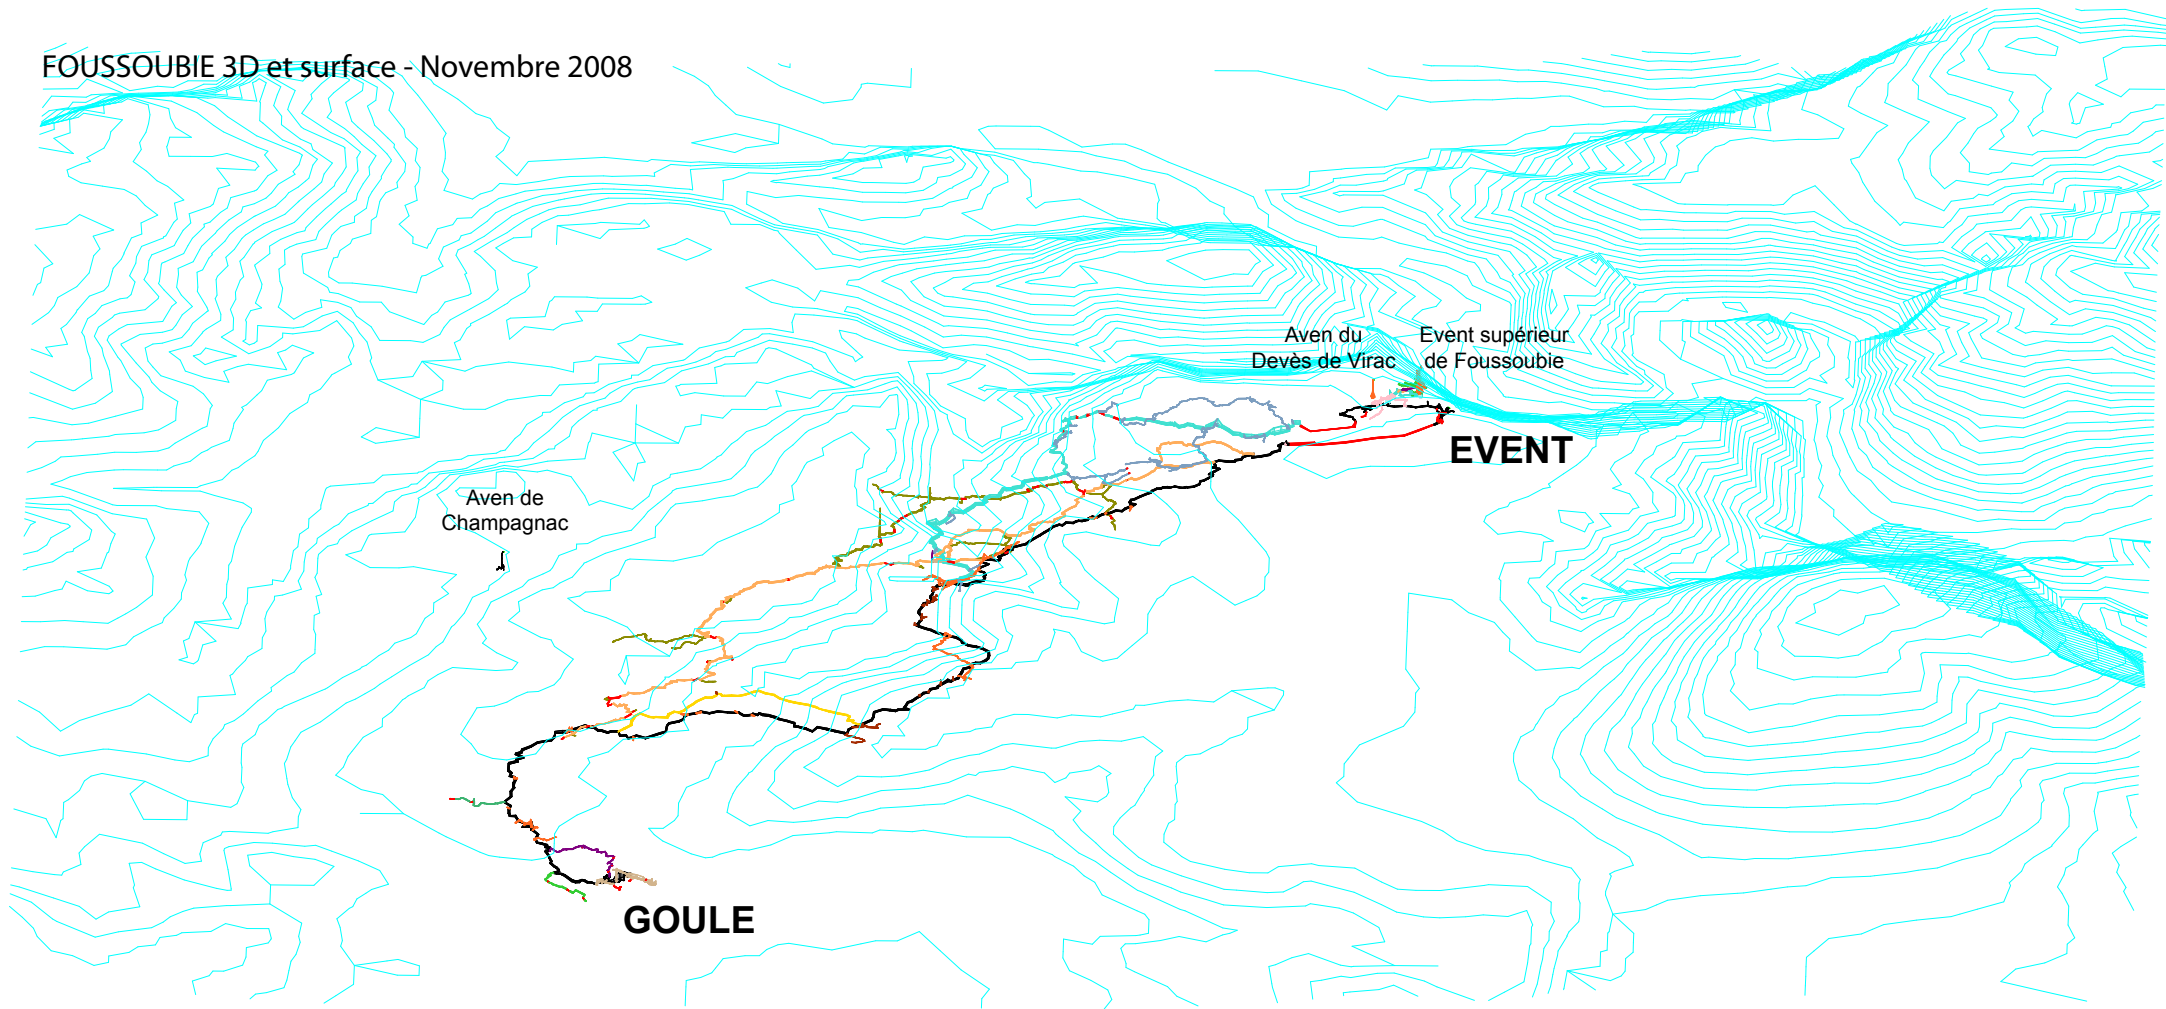 FOUSSOUBIE 3D et surface - Novembre 2008
Aven du
Devès de Virac
Event supérieur
de Foussoubie
EVENT
Aven de
Champagnac
GOULE